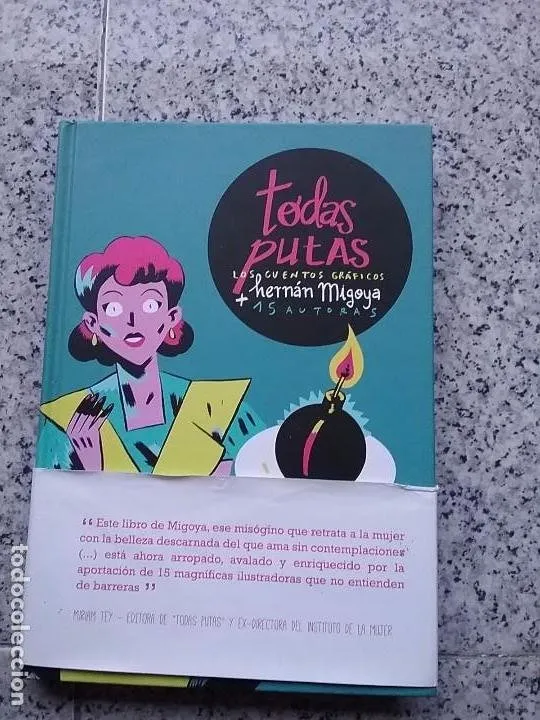 todas
putas
LOS CUENTOS GRÁFICOS
+ hernán Migoya
15 AUTORAS
“ Este libro de Migoya, ese misógino que retrata a la mujer
con la belleza descarnada del que ama sin contemplaciones
(...) está ahora arropado, avalado y enriquecido por la
aportación de 15 magníficas ilustradoras que no entienden
de barreras ”
MIRIAM TEY - EDITORA DE "TODAS PUTAS" Y EX-DIRECTORA DEL INSTITUTO DE LA MUJER
todocoleccion